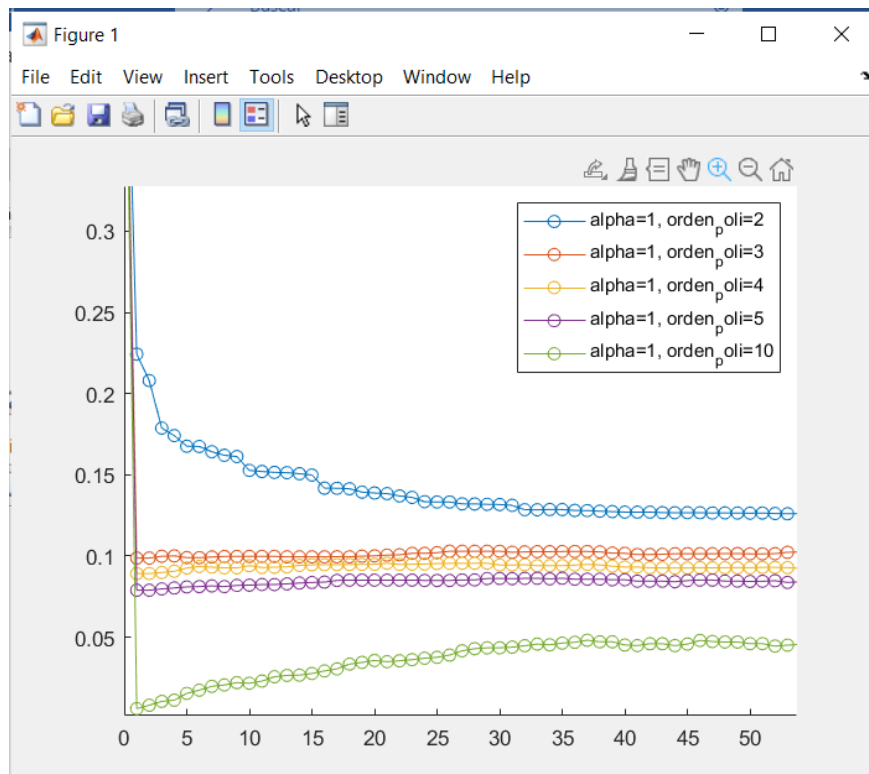 Buscar
Figure 1
File Edit View Insert Tools Desktop Window Help
0.3
0.25
0.2
0.15
0.1
0.05
0 5 10 15 20 25 30 35 40 45 50
alpha=1, orden_poli=2
alpha=1, orden_poli=3
alpha=1, orden_poli=4
alpha=1, orden_poli=5
alpha=1, orden_poli=10